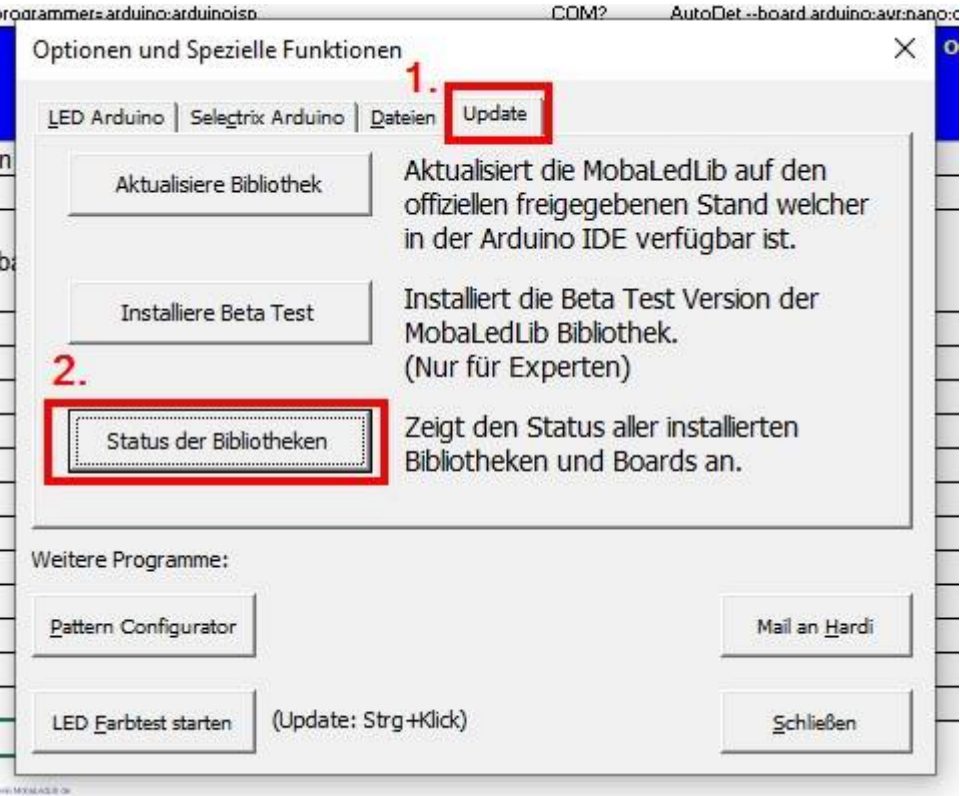 programmer=arduino:arduinoisp COM? AutoDet --board arduino:avr:nano:c
Optionen und Spezielle Funktionen
1.
LED Arduino Selectrix Arduino Dateien Update
Aktualisiere Bibliothek
Aktualisiert die MobaLedLib auf den
offiziellen freigegebenen Stand welcher
in der Arduino IDE verfügbar ist.
Installiere Beta Test
Installiert die Beta Test Version der
MobaLedLib Bibliothek.
(Nur für Experten)
2.
Status der Bibliotheken
Zeigt den Status aller installierten
Bibliotheken und Boards an.
Weitere Programme:
Pattern Configurator
Mail an Hardi
LED Farbtest starten
(Update: Strg+Klick)
Schließen